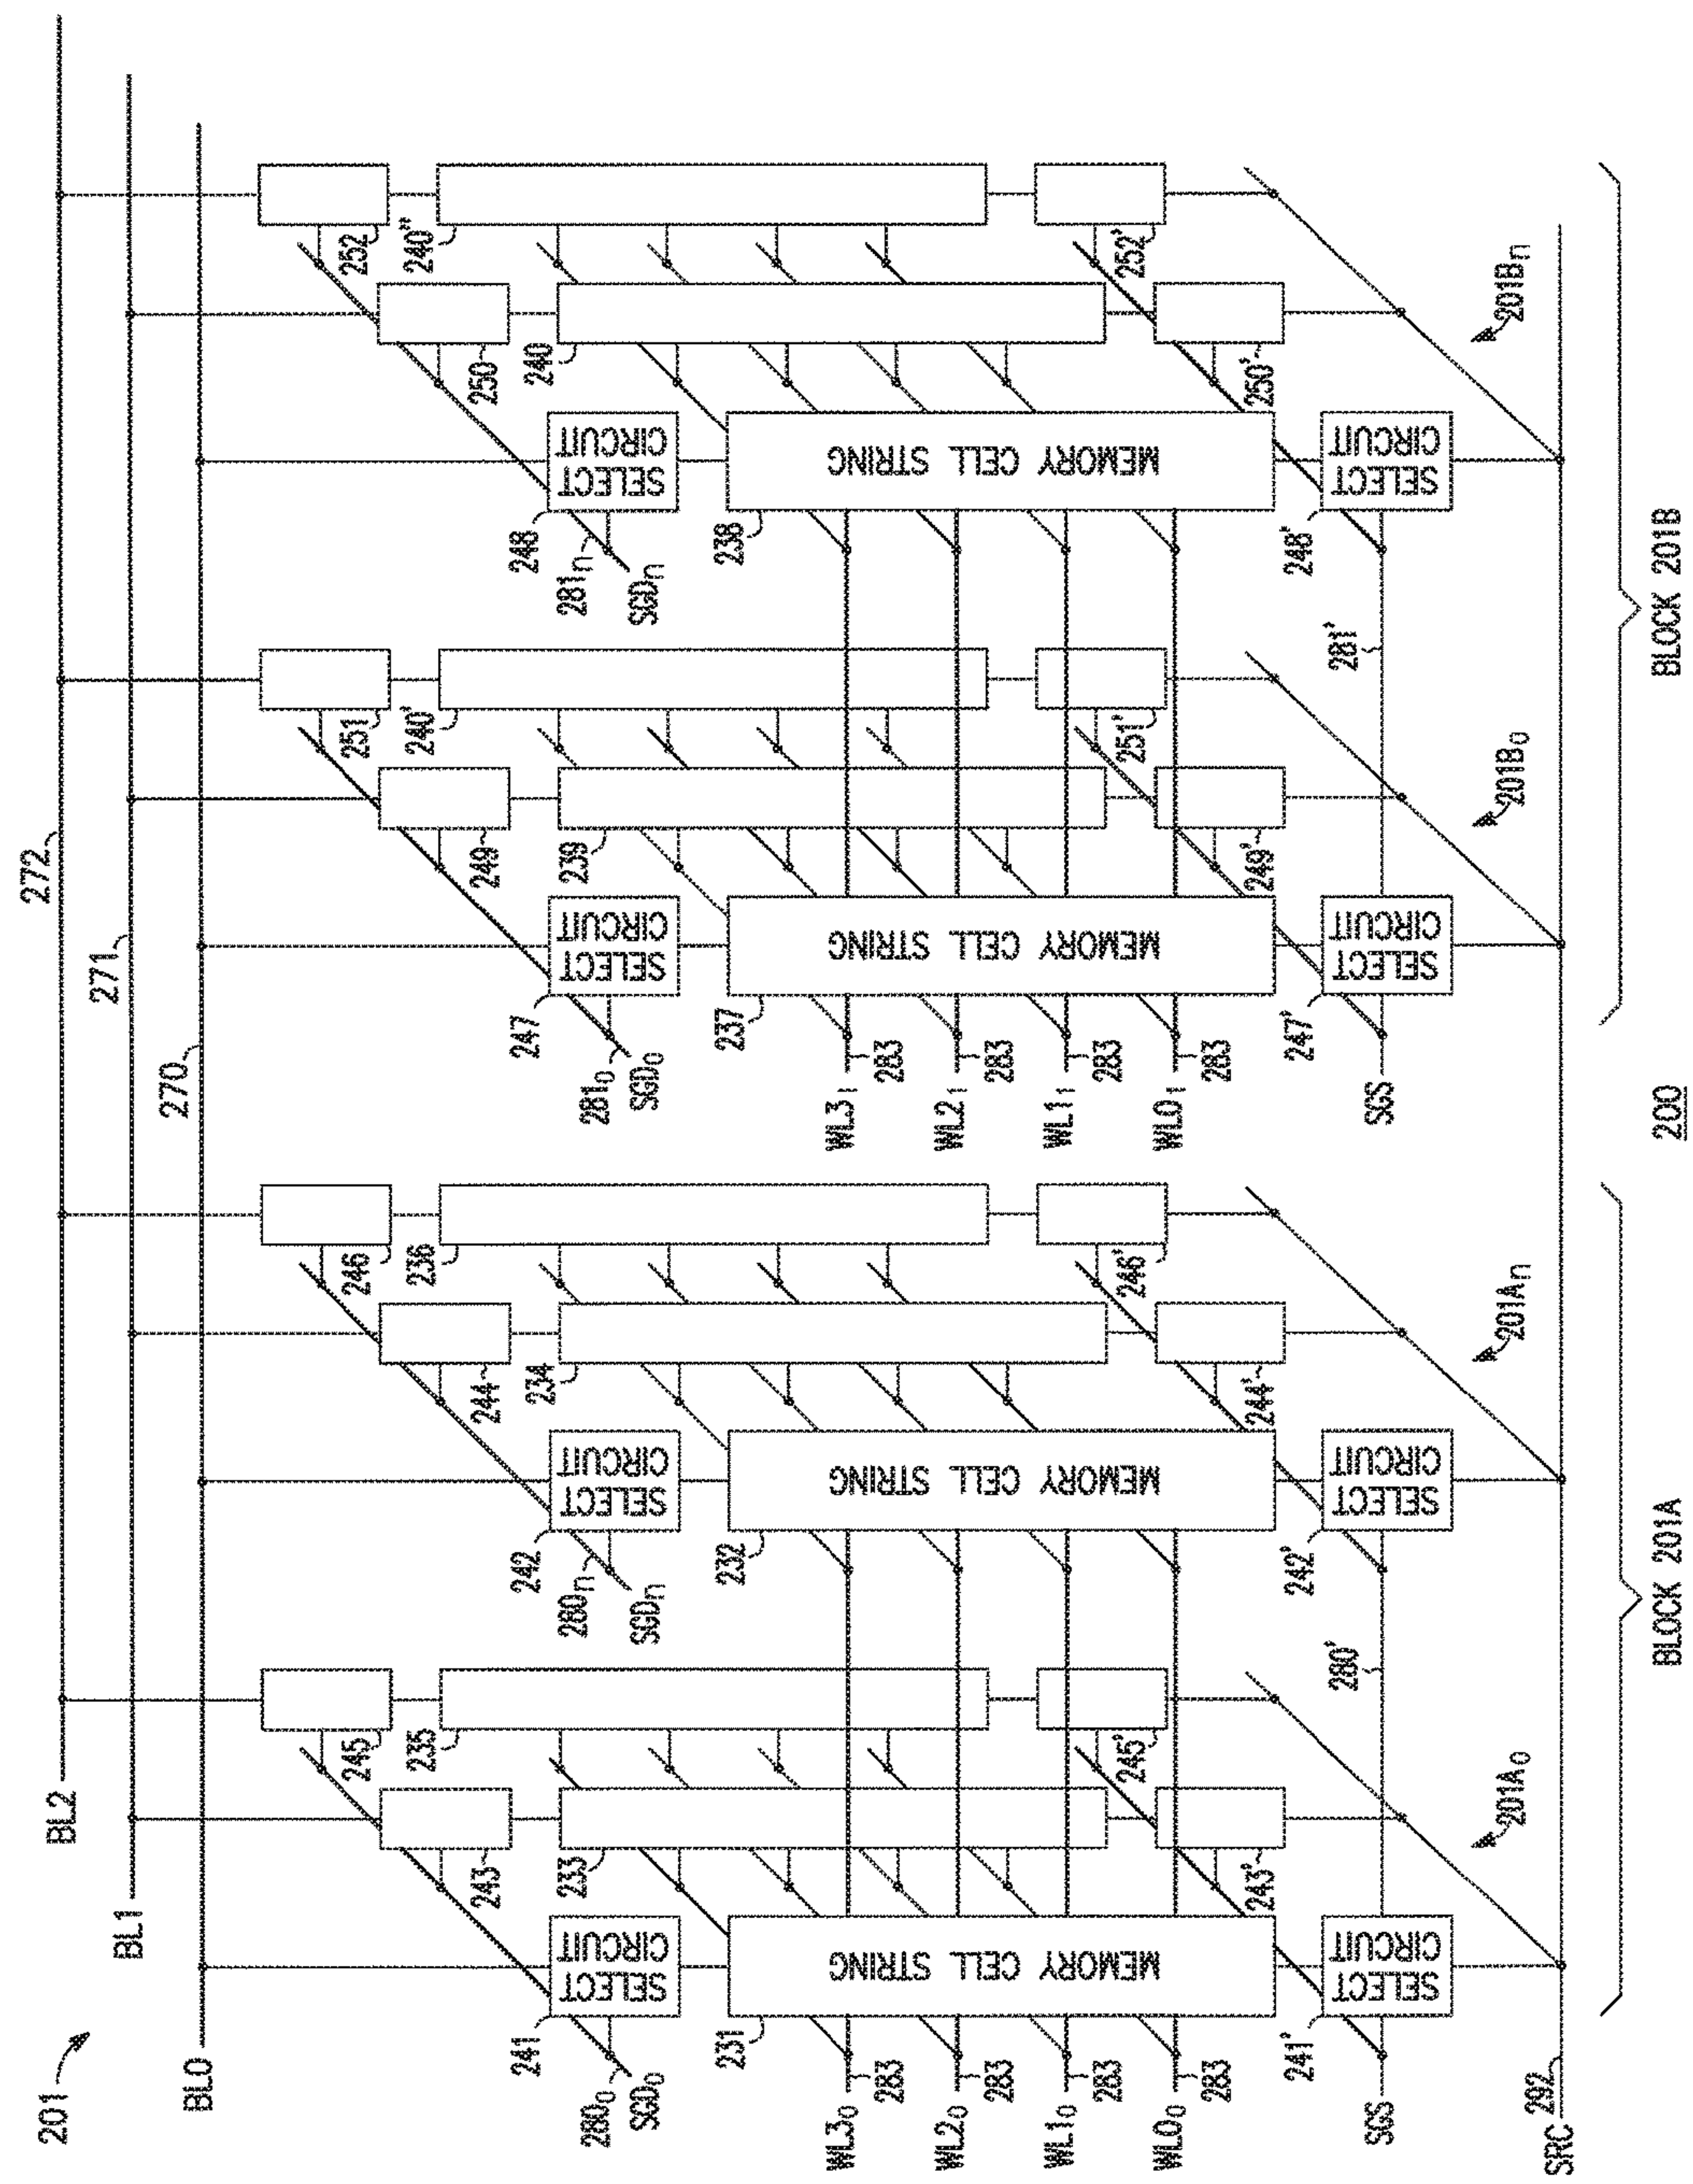 201
272
BL2
271
BL1
270
BL0
245
246
251
252
235
236
240'
240"
243
244
249
250
241
233
242
234
247
239
248
240
280₀
280ₙ
281₀
281ₙ
SGD₀
SGDₙ
SGD₀
SGDₙ
SELECT
CIRCUIT
SELECT
CIRCUIT
SELECT
CIRCUIT
SELECT
CIRCUIT
231
232
237
238
MEMORY CELL STRING
MEMORY CELL STRING
MEMORY CELL STRING
MEMORY CELL STRING
WL3₀
283
WL3₁
283
WL2₀
283
WL2₁
283
WL1₀
283
WL1₁
283
WL0₀
283
WL0₁
283
245'
246'
251'
252'
243'
244'
249'
250'
241'
242'
247'
248'
SELECT
CIRCUIT
SELECT
CIRCUIT
SELECT
CIRCUIT
SELECT
CIRCUIT
SGS
280'
SGS
281'
201A₀
201Aₙ
201B₀
201Bₙ
SRC
292
BLOCK 201A
BLOCK 201B
200